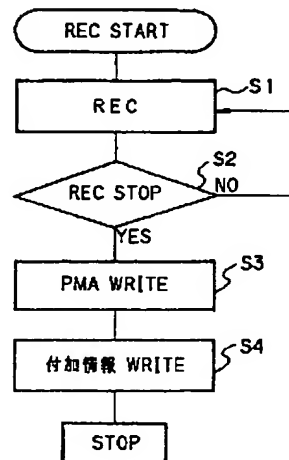 REC START
REC
S1
REC STOP
S2
NO
YES
PMA WRITE
S3
付加情報 WRITE
S4
STOP